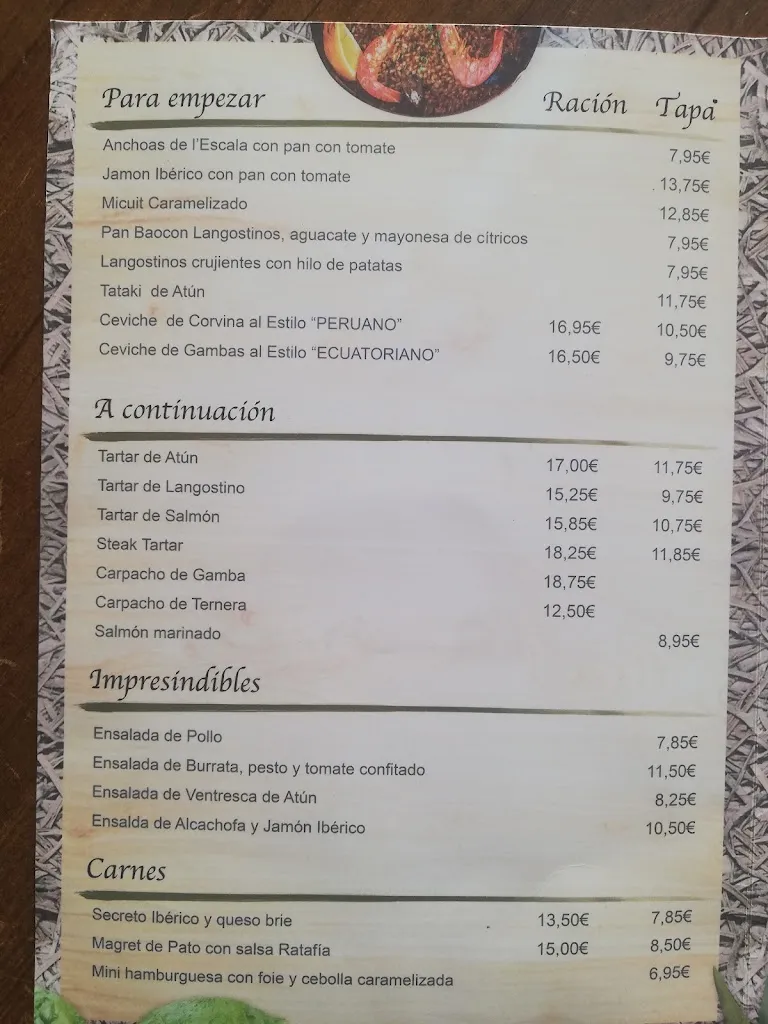 Para empezar Ración Tapa
Anchoas de l'Escala con pan con tomate 7,95€
Jamon Ibérico con pan con tomate 13,75€
Micuit Caramelizado 12,85€
Pan Baocon Langostinos, aguacate y mayonesa de cítricos 7,95€
Langostinos crujientes con hilo de patatas 7,95€
Tataki de Atún 11,75€
Ceviche de Corvina al Estilo “PERUANO” 16,95€ 10,50€
Ceviche de Gambas al Estilo “ECUATORIANO” 16,50€ 9,75€
A continuación
Tartar de Atún 17,00€ 11,75€
Tartar de Langostino 15,25€ 9,75€
Tartar de Salmón 15,85€ 10,75€
Steak Tartar 18,25€ 11,85€
Carpacho de Gamba 18,75€
Carpacho de Ternera 12,50€
Salmón marinado 8,95€
Impresindibles
Ensalada de Pollo 7,85€
Ensalada de Burrata, pesto y tomate confitado 11,50€
Ensalada de Ventresca de Atún 8,25€
Ensalda de Alcachofa y Jamón Ibérico 10,50€
Carnes
Secreto Ibérico y queso brie 13,50€ 7,85€
Magret de Pato con salsa Ratafía 15,00€ 8,50€
Mini hamburguesa con foie y cebolla caramelizada 6,95€